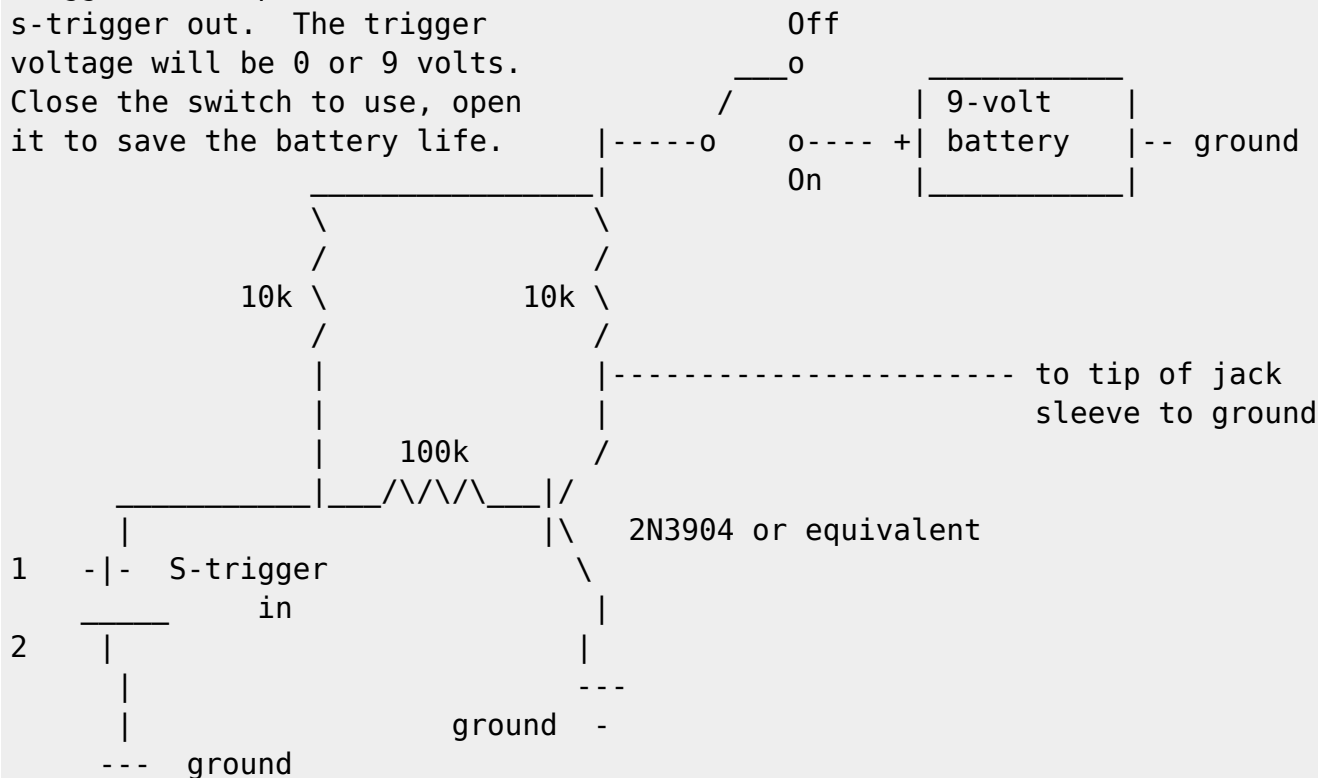 s-trigger out. The trigger Off
voltage will be 0 or 9 volts.
Close the switch to use, open 9-volt
it to save the battery life. + battery ground
On
10k 10k
to tip of jack
sleeve to ground
100k
2N3904 or equivalent
1 S-trigger
in
2
ground
ground